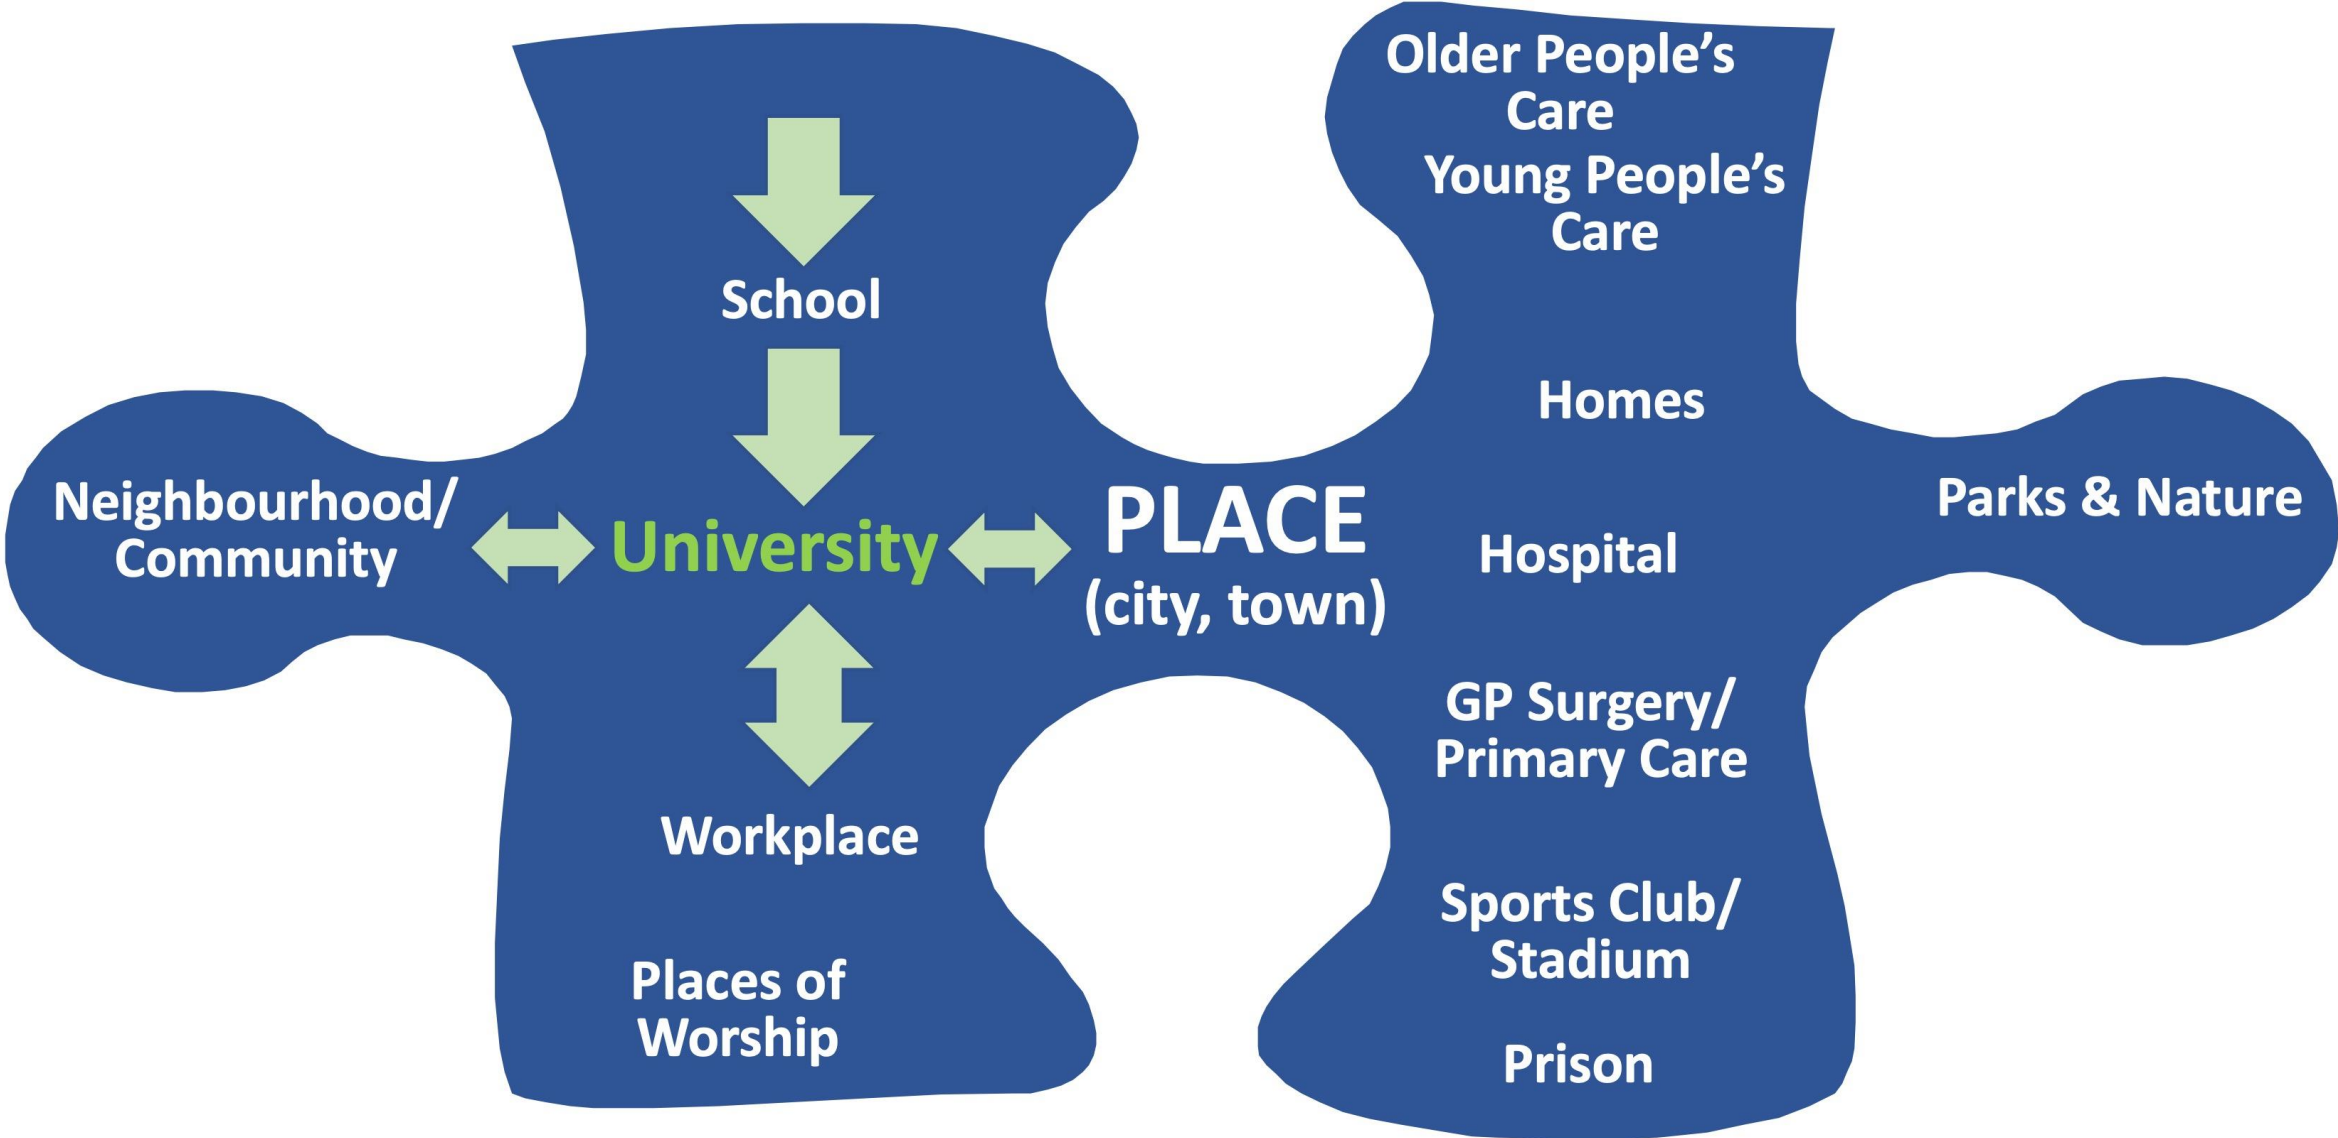 School
Neighbourhood/
Community
University
PLACE
(city, town)
Workplace
Places of
Worship
Older People’s
Care
Young People’s
Care
Homes
Hospital
GP Surgery/
Primary Care
Sports Club/
Stadium
Prison
Parks & Nature